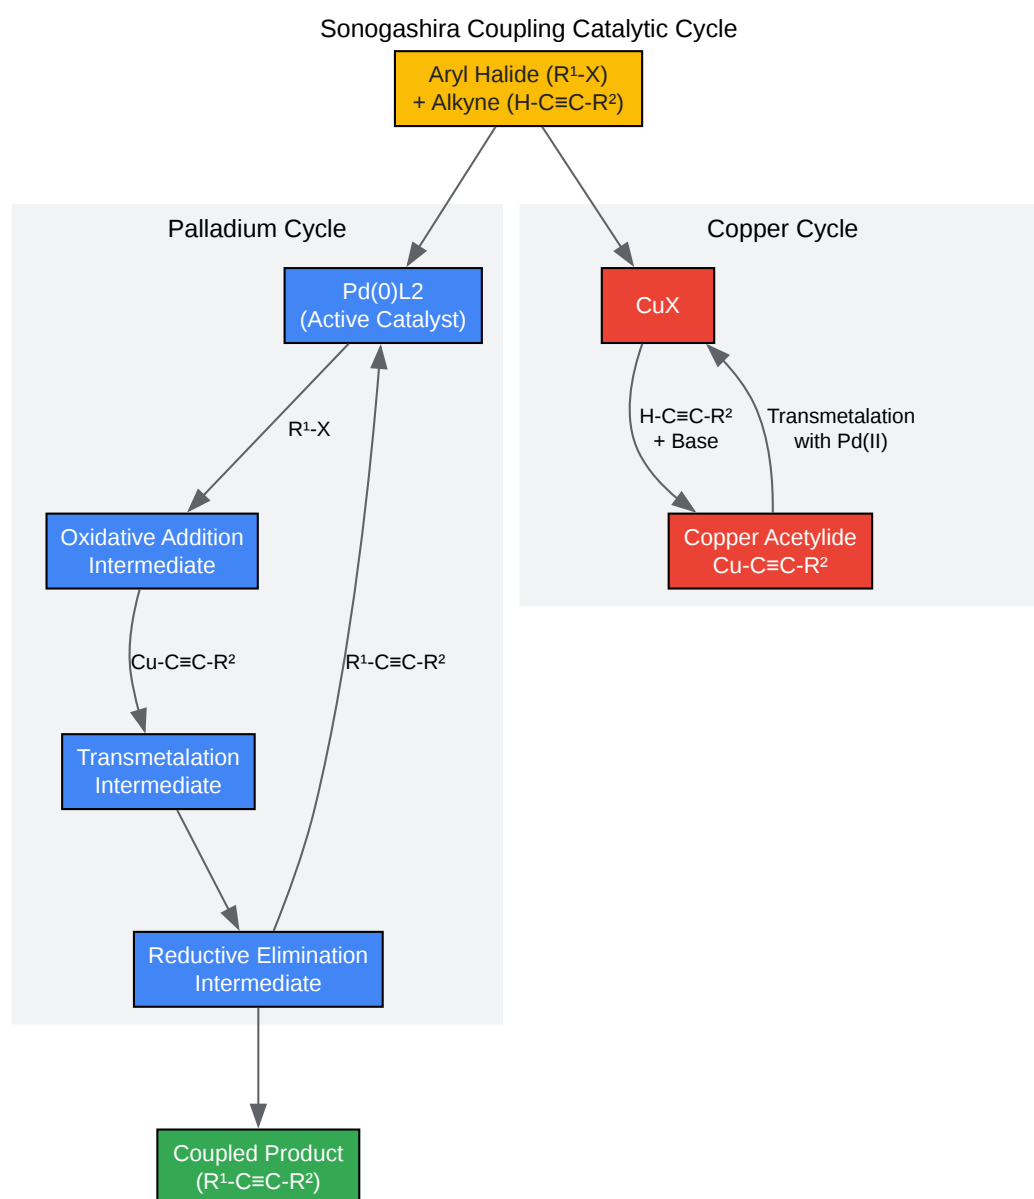 Sonogashira Coupling Catalytic Cycle
Aryl Halide (R¹-X)
+ Alkyne (H-C≡C-R²)
Palladium Cycle
Copper Cycle
Pd(0)L2
(Active Catalyst)
CuX
R¹-X
H-C≡C-R²
+ Base
Transmetalation
with Pd(II)
Oxidative Addition
Intermediate
Copper Acetylide
Cu-C≡C-R²
Cu-C≡C-R²
R¹-C≡C-R²
Transmetalation
Intermediate
Reductive Elimination
Intermediate
Coupled Product
(R¹-C≡C-R²)